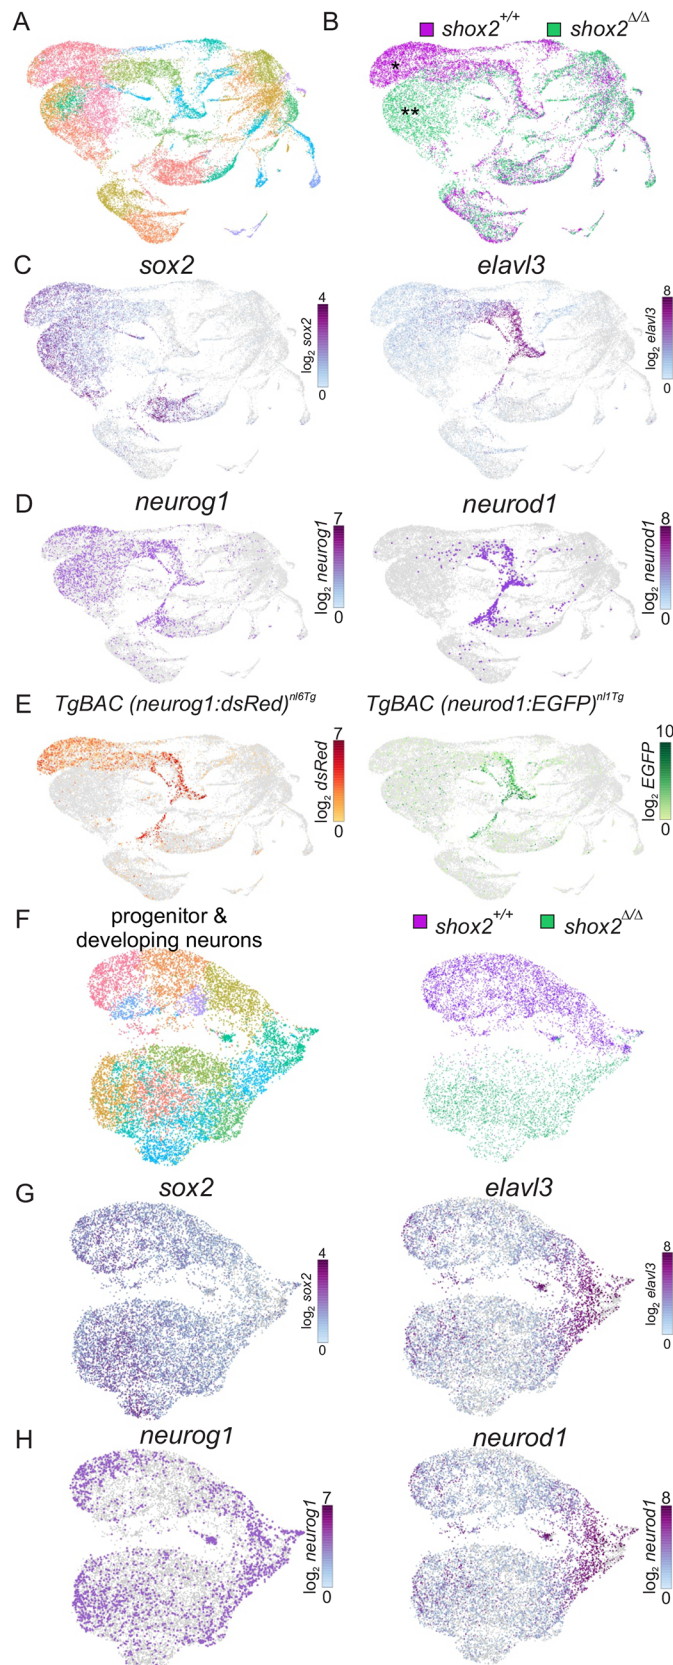 A
B
shox2+/+ shox2Δ/Δ
*
**
C
sox2
elavl3
4
log2 sox2
0
8
log2 elavl3
0
D
neurog1
neurod1
7
log2 neurog1
0
8
log2 neurod1
0
E
TgBAC (neurog1:dsRed)nl6Tg
TgBAC (neurod1:EGFP)nl1Tg
7
log2 dsRed
0
10
log2 EGFP
0
F
progenitor &
developing neurons
shox2+/+ shox2Δ/Δ
G
sox2
elavl3
4
log2 sox2
0
8
log2 elavl3
0
H
neurog1
neurod1
7
log2 neurog1
0
8
log2 neurod1
0